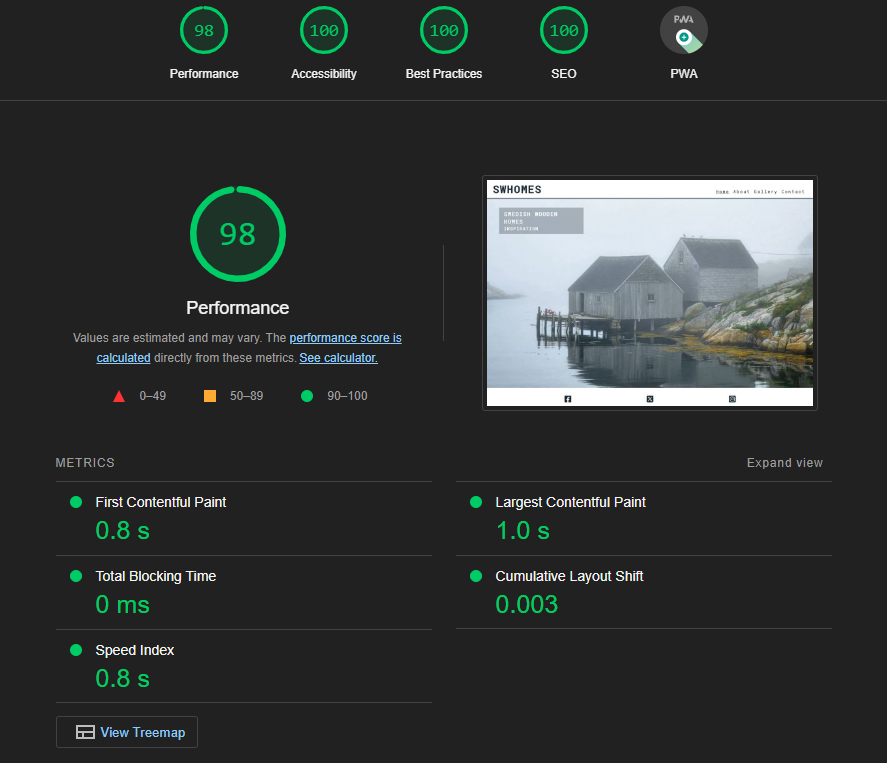 98
100
100
100
PWA
Performance
Accessibility
Best Practices
SEO
PWA
98
Performance
Values are estimated and may vary. The performance score is
calculated directly from these metrics. See calculator.
0–49
50–89
90–100
SWHOMES
Home About Gallery Contact
SWEDISH WOODEN
HOMES
INSPIRATION
METRICS
Expand view
First Contentful Paint
0.8 s
Largest Contentful Paint
1.0 s
Total Blocking Time
0 ms
Cumulative Layout Shift
0.003
Speed Index
0.8 s
View Treemap